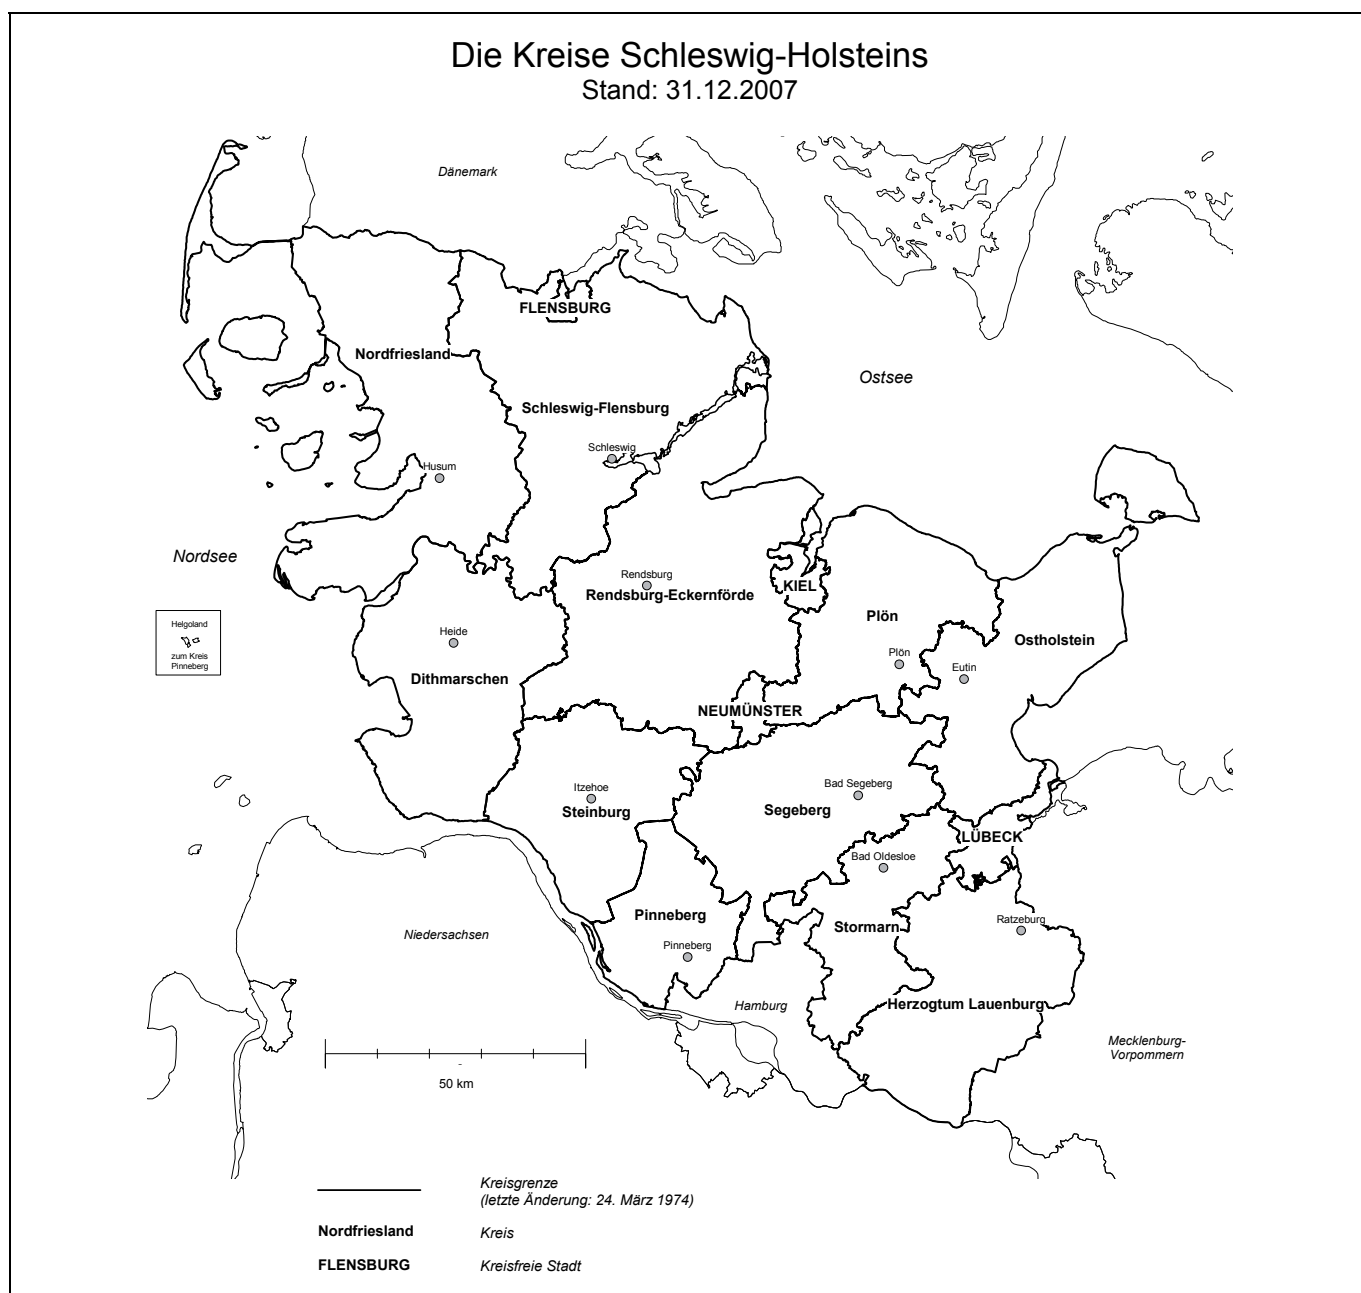 Die Kreise Schleswig-Holsteins
Stand: 31.12.2007
Dänemark
FLENSBURG
Nordfriesland
Ostsee
Schleswig-Flensburg
Schleswig
Husum
Nordsee
Rendsburg
KIEL
Rendsburg-Eckernförde
Helgoland
zum Kreis
Pinneberg
Heide
Plön
Ostholstein
Plön
Eutin
Dithmarschen
NEUMÜNSTER
Itzehoe
Steinburg
Bad Segeberg
Segeberg
LÜBECK
Bad Oldesloe
Pinneberg
Stormarn
Ratzeburg
Niedersachsen
Pinneberg
Hamburg
Herzogtum Lauenburg
Mecklenburg-
Vorpommern
50 km
Kreisgrenze
(letzte Änderung: 24. März 1974)
Nordfriesland Kreis
FLENSBURG Kreisfreie Stadt